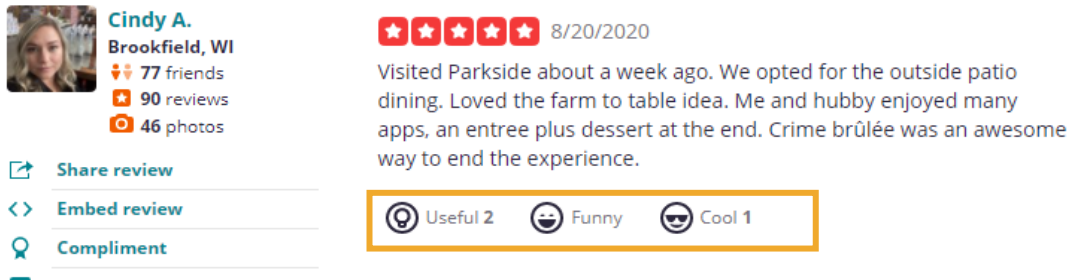 Cindy A.
Brookfield, WI
77 friends
90 reviews
46 photos
Share review
Embed review
Compliment
8/20/2020
Visited Parkside about a week ago. We opted for the outside patio
dining. Loved the farm to table idea. Me and hubby enjoyed many
apps, an entree plus dessert at the end. Crime brûlée was an awesome
way to end the experience.
Useful 2 Funny Cool 1